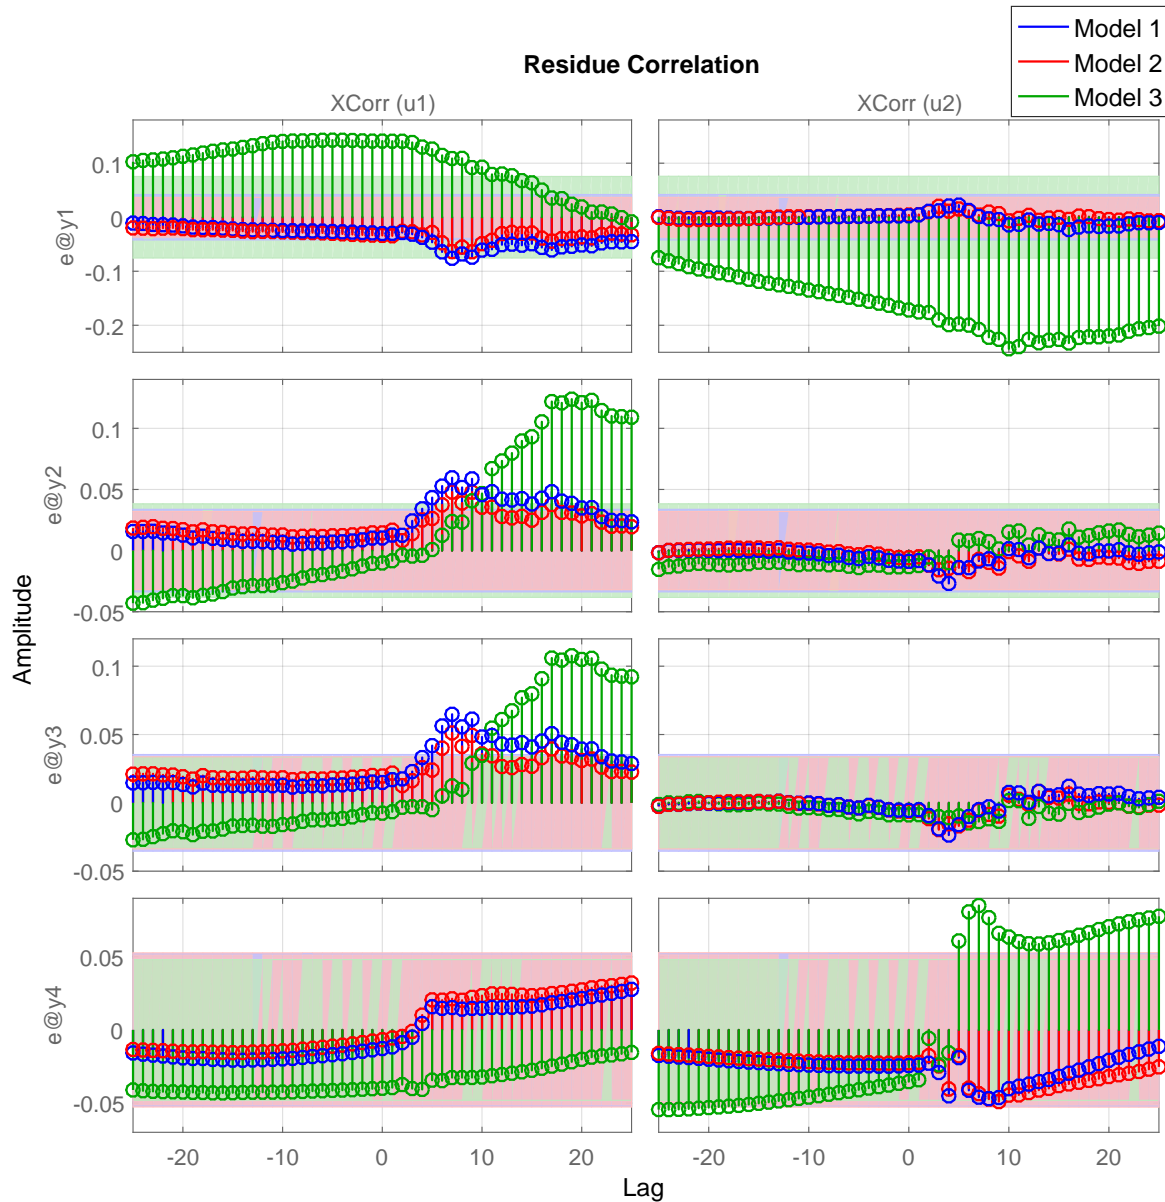 Model 1
Model 2
Model 3
Residue Correlation
XCorr (u1)
XCorr (u2)
0.1
0
-0.1
-0.2
e@y1
0.1
0.05
0
-0.05
e@y2
0.1
0.05
0
-0.05
e@y3
0.05
0
-0.05
e@y4
Amplitude
-20 -10 0 10 20
-20 -10 0 10 20
Lag